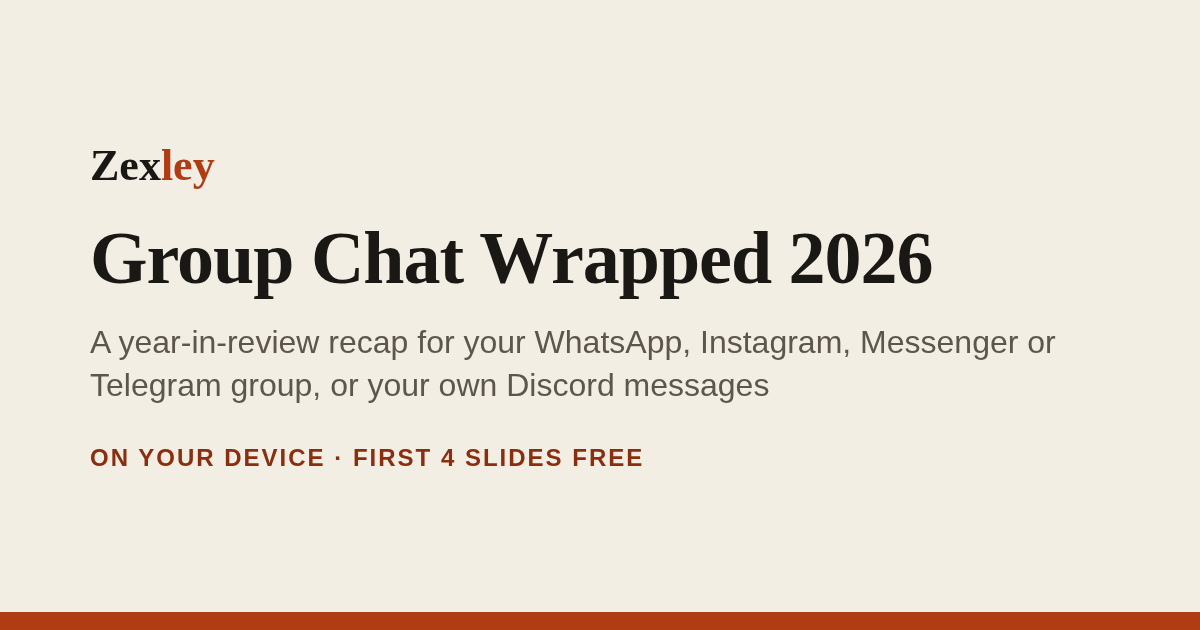 Zexley
Group Chat Wrapped 2026
A year-in-review recap for your WhatsApp, Instagram, Messenger or
Telegram group, or your own Discord messages
ON YOUR DEVICE · FIRST 4 SLIDES FREE